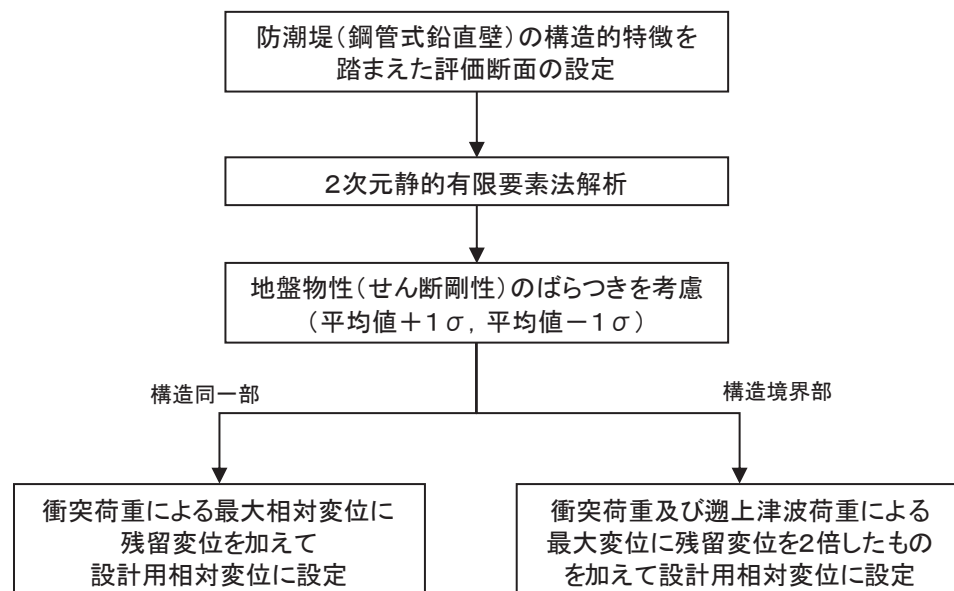 防潮堤（鋼管式鉛直壁）の構造的特徴を
踏まえた評価断面の設定
２次元静的有限要素法解析
地盤物性（せん断剛性）のばらつきを考慮
（平均値＋１σ，平均値－１σ）
構造同一部
構造境界部
衝突荷重による最大相対変位に
残留変位を加えて
設計用相対変位に設定
衝突荷重及び遡上津波荷重による
最大変位に残留変位を2倍したもの
を加えて設計用相対変位に設定